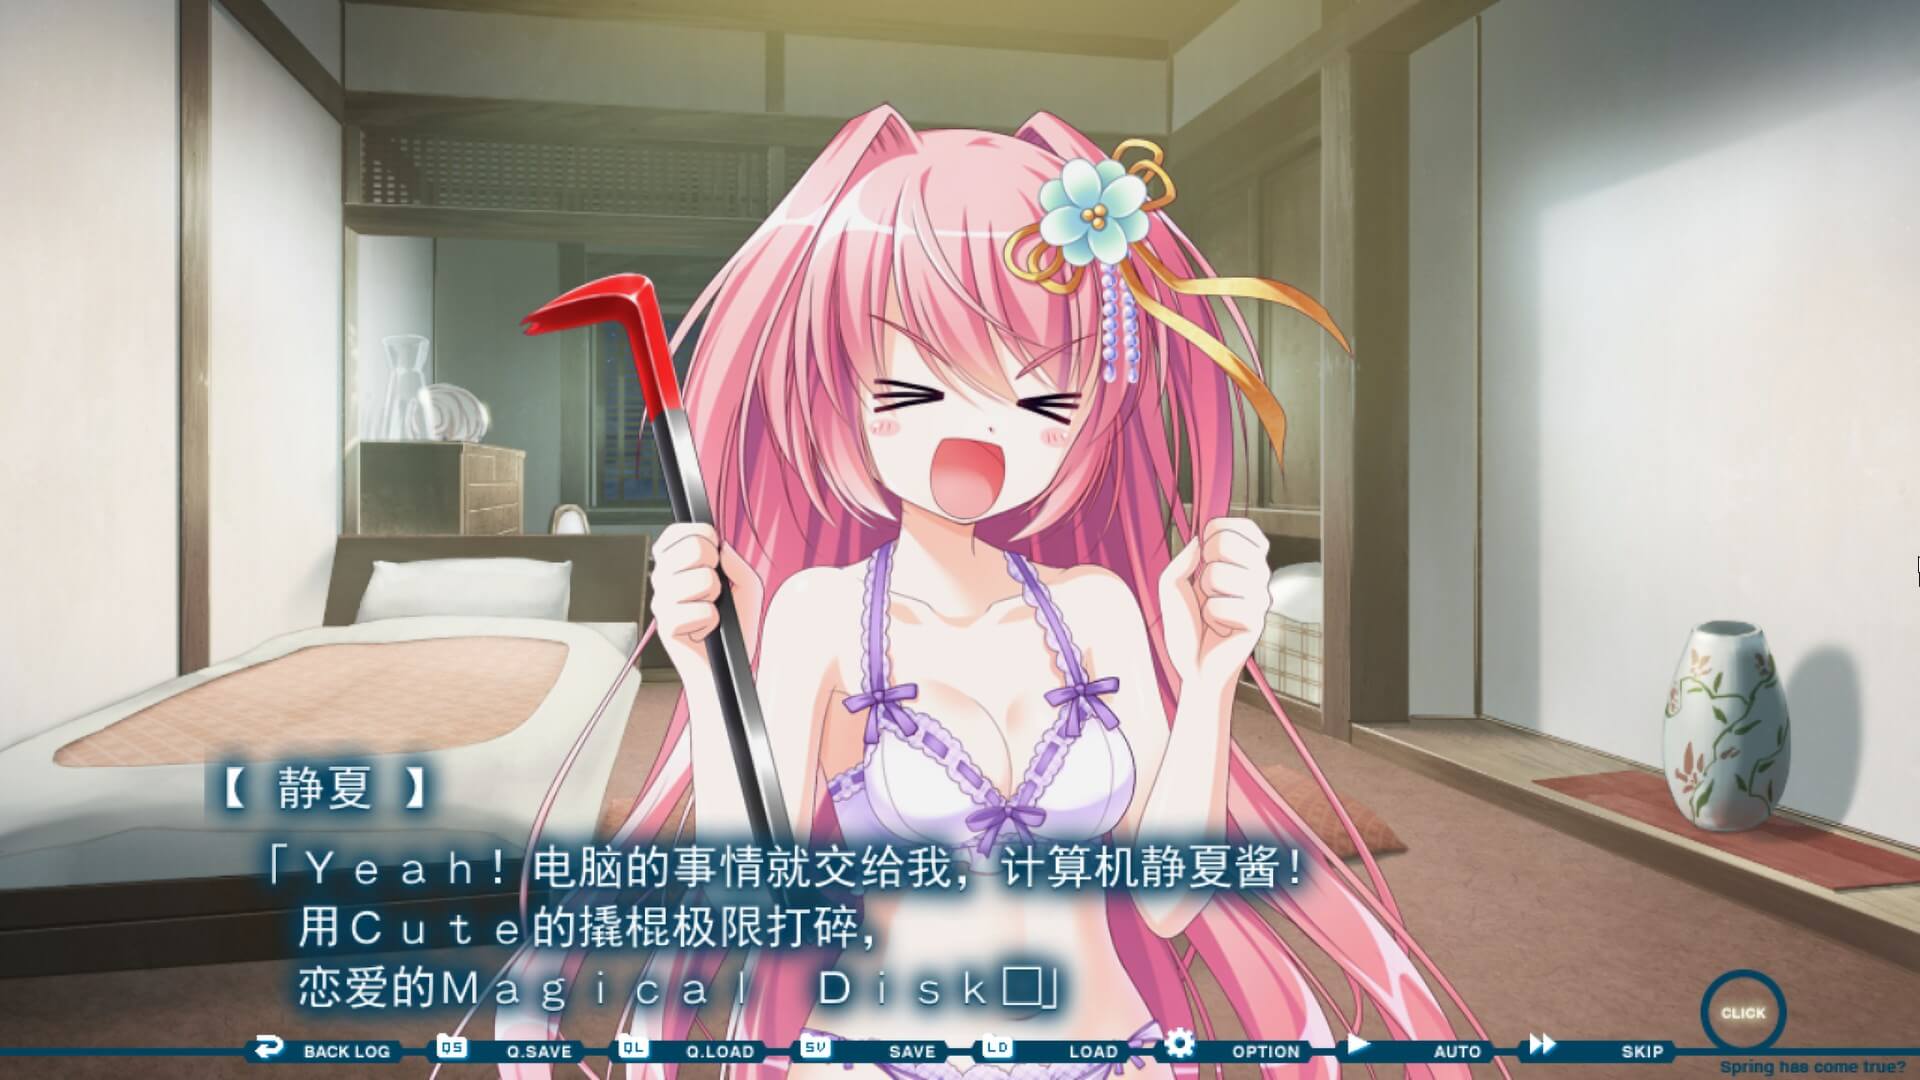 【 静夏 】
「Ｙｅａｈ！电脑的事情就交给我，计算机静夏酱！
用Ｃｕｔｅ的撬棍极限打碎，
恋爱的Ｍａｇｉｃａｌ　Ｄｉｓｋ□」
CLICK
BACK LOG
QS Q.SAVE
QL Q.LOAD
SV SAVE
LD LOAD
OPTION
AUTO
SKIP
Spring has come true?